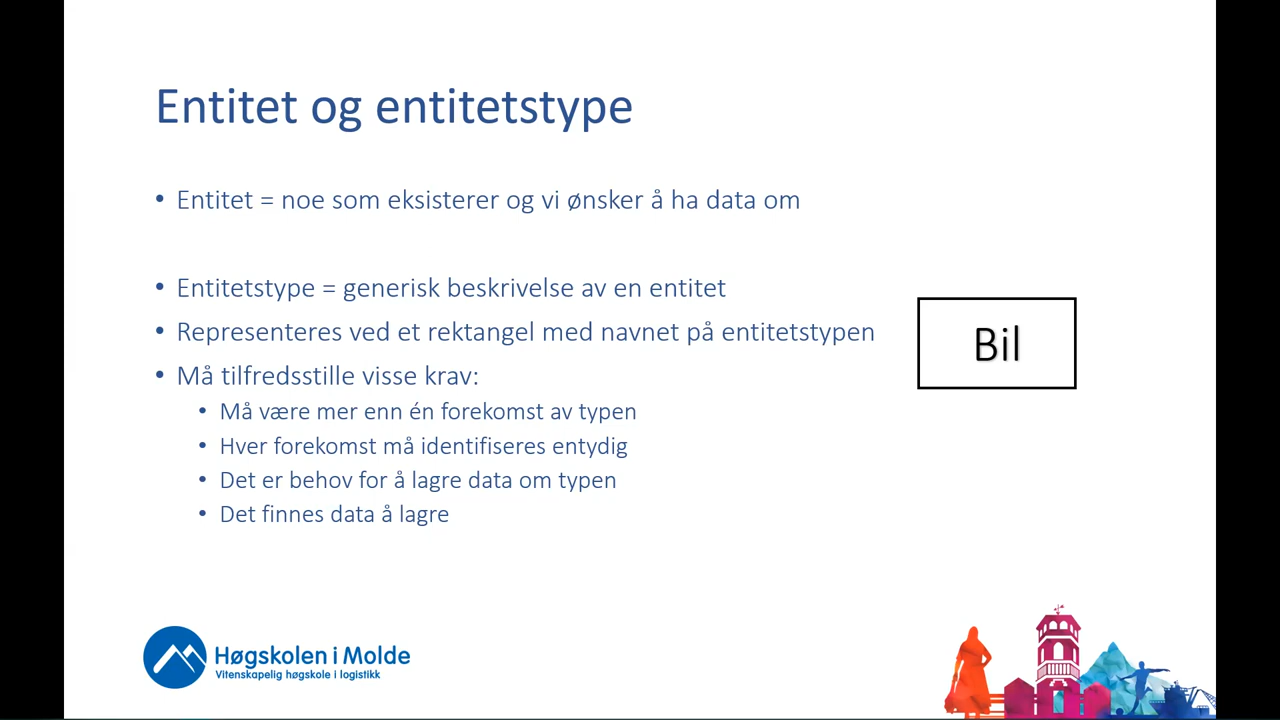 Entitet og entitetstype
• Entitet = noe som eksisterer og vi ønsker å ha data om
• Entitetstype = generisk beskrivelse av en entitet
• Representeres ved et rektangel med navnet på entitetstypen
Bil
• Må tilfredsstille visse krav:
• Må være mer enn én forekomst av typen
• Hver forekomst må identifiseres entydig
• Det er behov for å lagre data om typen
• Det finnes data å lagre
Høgskolen i Molde
Vitenskapelig høgskole i logistikk